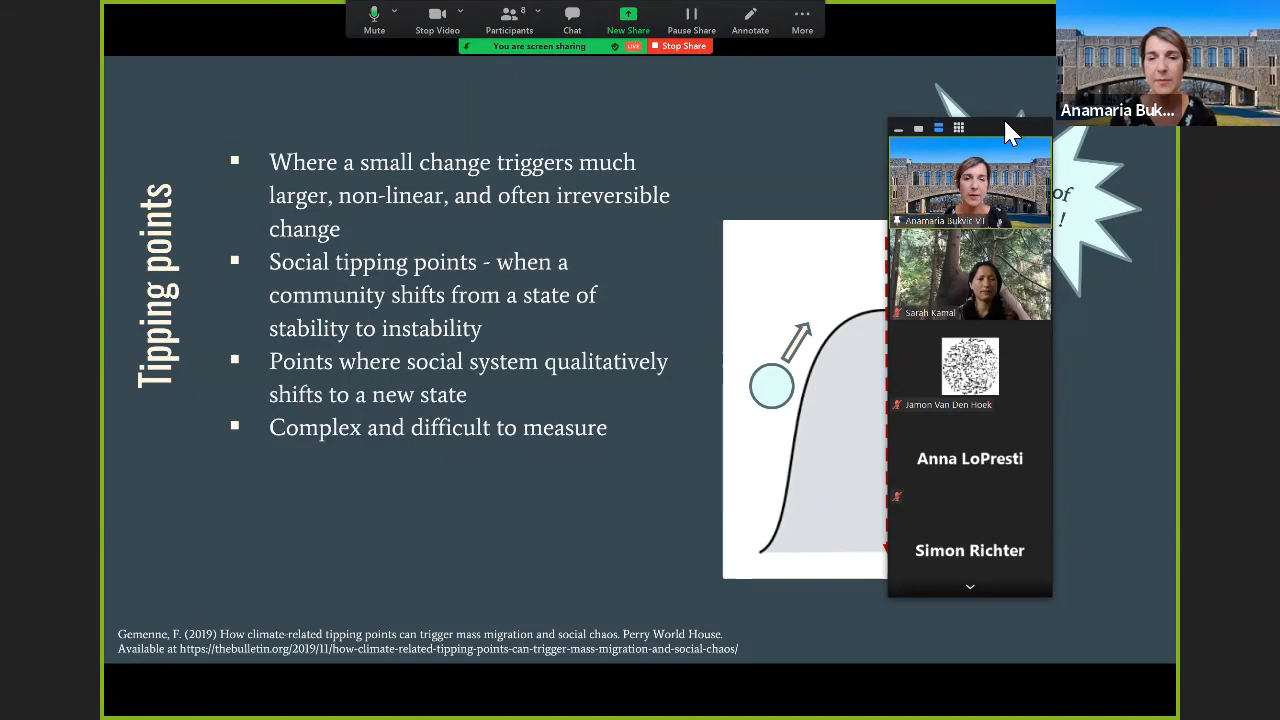 Mute
Stop Video
8
Participants
Chat
New Share
Pause Share
Annotate
More
You are screen sharing
LIVE
Stop Share
Anamaria Buk...
Tipping points
Where a small change triggers much
larger, non-linear, and often irreversible
change
Social tipping points - when a
community shifts from a state of
stability to instability
Points where social system qualitatively
shifts to a new state
Complex and difficult to measure
of
!
Anamaria Bukvic VT
Sarah Kamal
Jamon Van Den Hoek
Anna LoPresti
Simon Richter
Gemenne, F. (2019) How climate-related tipping points can trigger mass migration and social chaos. Perry World House.
Available at https://thebulletin.org/2019/11/how-climate-related-tipping-points-can-trigger-mass-migration-and-social-chaos/